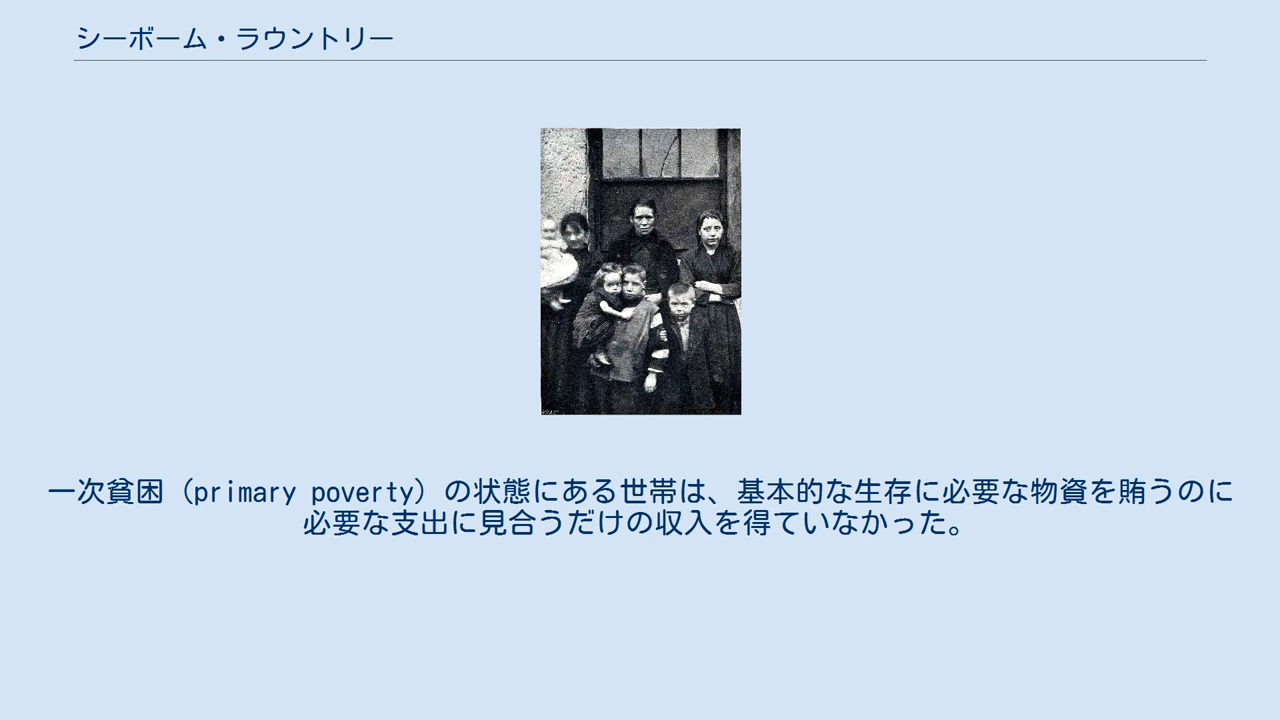 シーボーム・ラウントリー
一次貧困（primary poverty）の状態にある世帯は、基本的な生存に必要な物資を賄うのに
必要な支出に見合うだけの収入を得ていなかった。